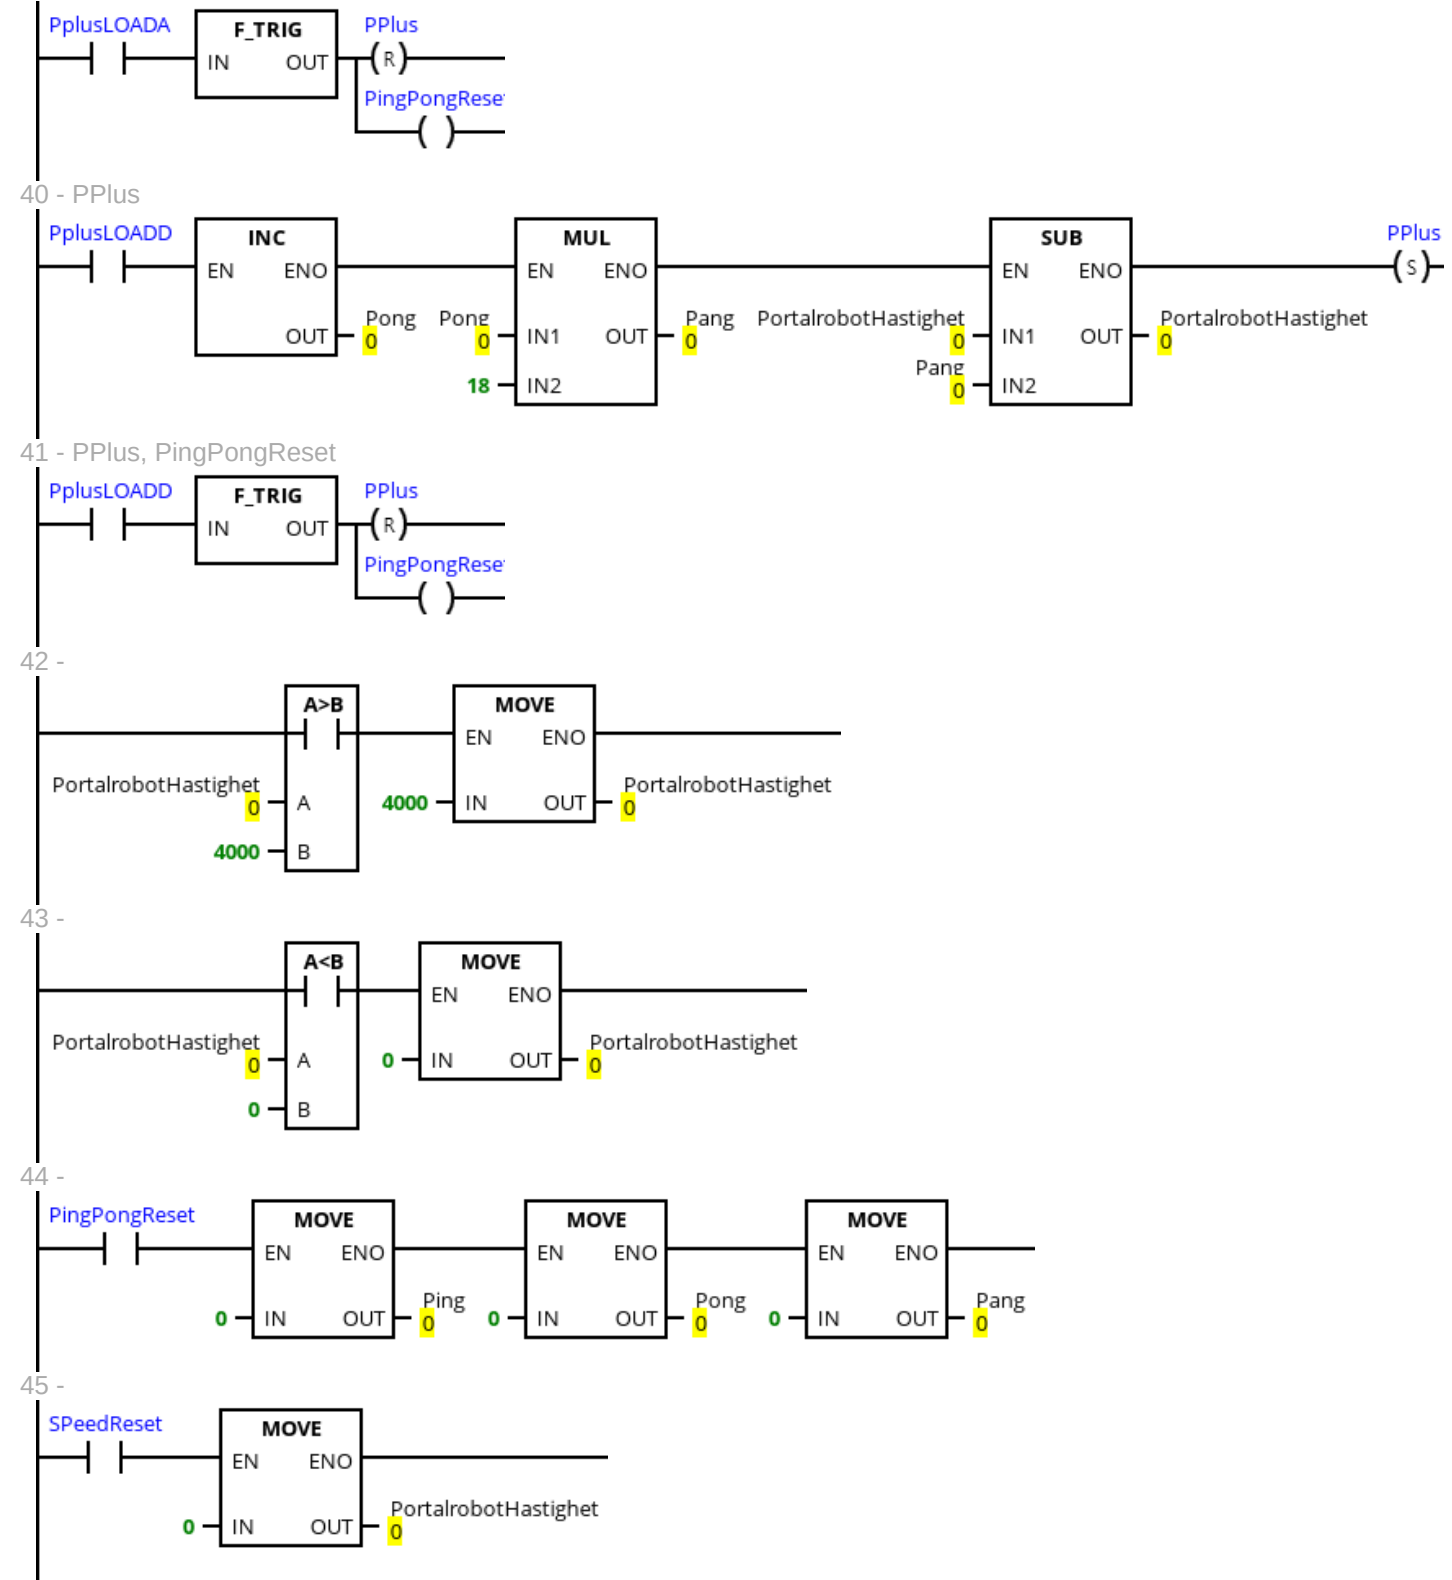 PplusLOADA F_TRIG PPlus
IN OUT R
PingPongReset
40 - PPlus
PplusLOADD INC MUL SUB PPlus
EN ENO EN ENO EN ENO S
Pong Pong Pang PortalrobotHastighet PortalrobotHastighet
OUT 0 0 IN1 OUT 0 0 IN1 OUT 0
Pang
18 IN2 0 IN2
41 - PPlus, PingPongReset
PplusLOADD F_TRIG PPlus
IN OUT R
PingPongReset
42 -
A>B MOVE
EN ENO
PortalrobotHastighet PortalrobotHastighet
0 A 4000 IN OUT 0
4000 B
43 -
A<B MOVE
EN ENO
PortalrobotHastighet PortalrobotHastighet
0 A 0 IN OUT 0
0 B
44 -
PingPongReset MOVE MOVE MOVE
EN ENO EN ENO EN ENO
Ping Pong Pang
0 IN OUT 0 0 IN OUT 0 0 IN OUT 0
45 -
SPeedReset MOVE
EN ENO
PortalrobotHastighet
0 IN OUT 0